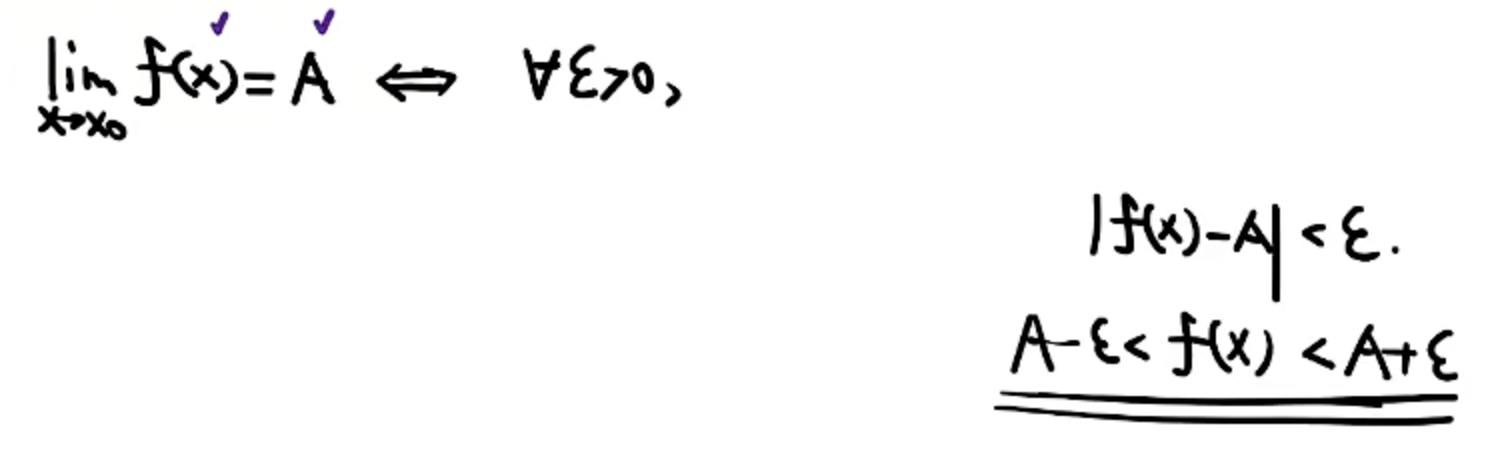 lim f(x) = A ⇔ ∀ε>0,
x→x₀
|f(x)-A| < ε.
A-ε < f(x) < A+ε